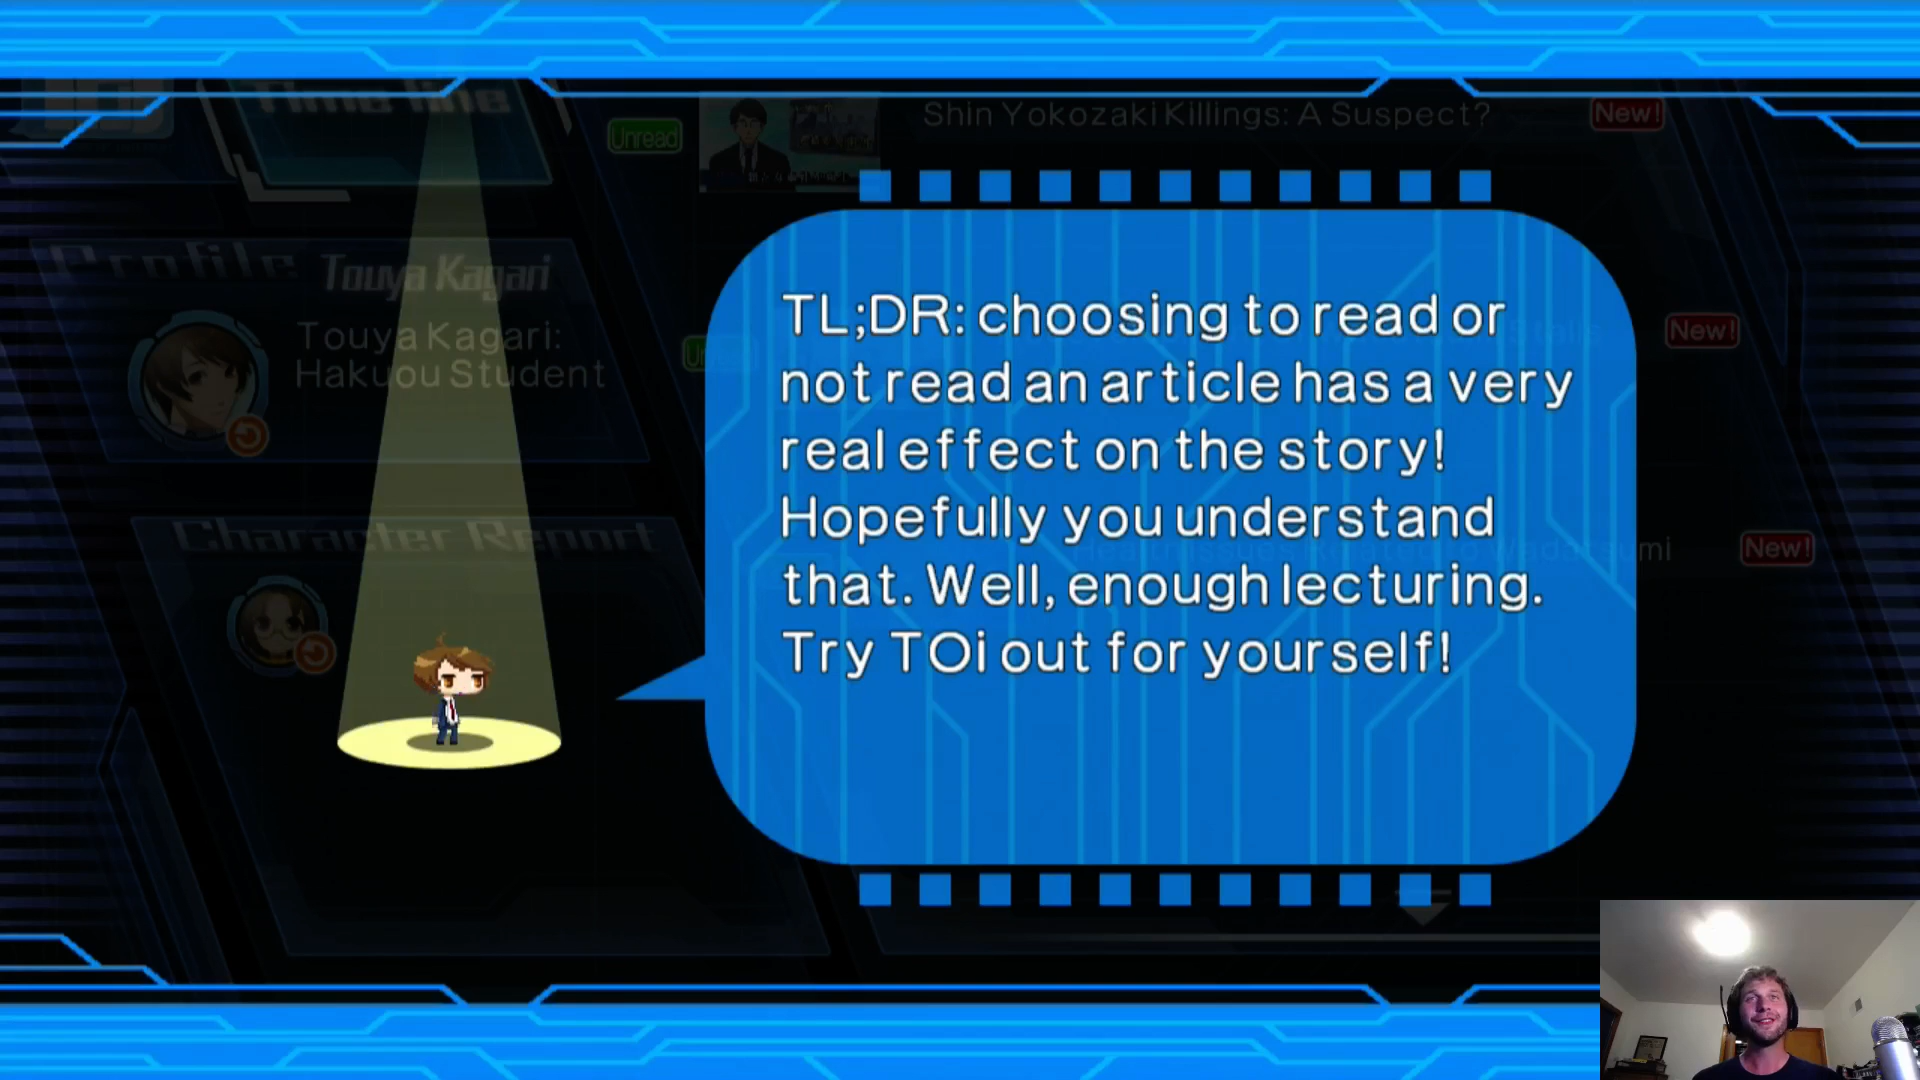 Time line
Unread
Shin Yokozaki Killings: A Suspect?
New!
Profile
Touya Kagari
Touya Kagari:
Hakuou Student
New!
Character Report
New!
TL;DR: choosing to read or
not read an article has a very
real effect on the story!
Hopefully you understand
that. Well, enough lecturing.
Try TOi out for yourself!